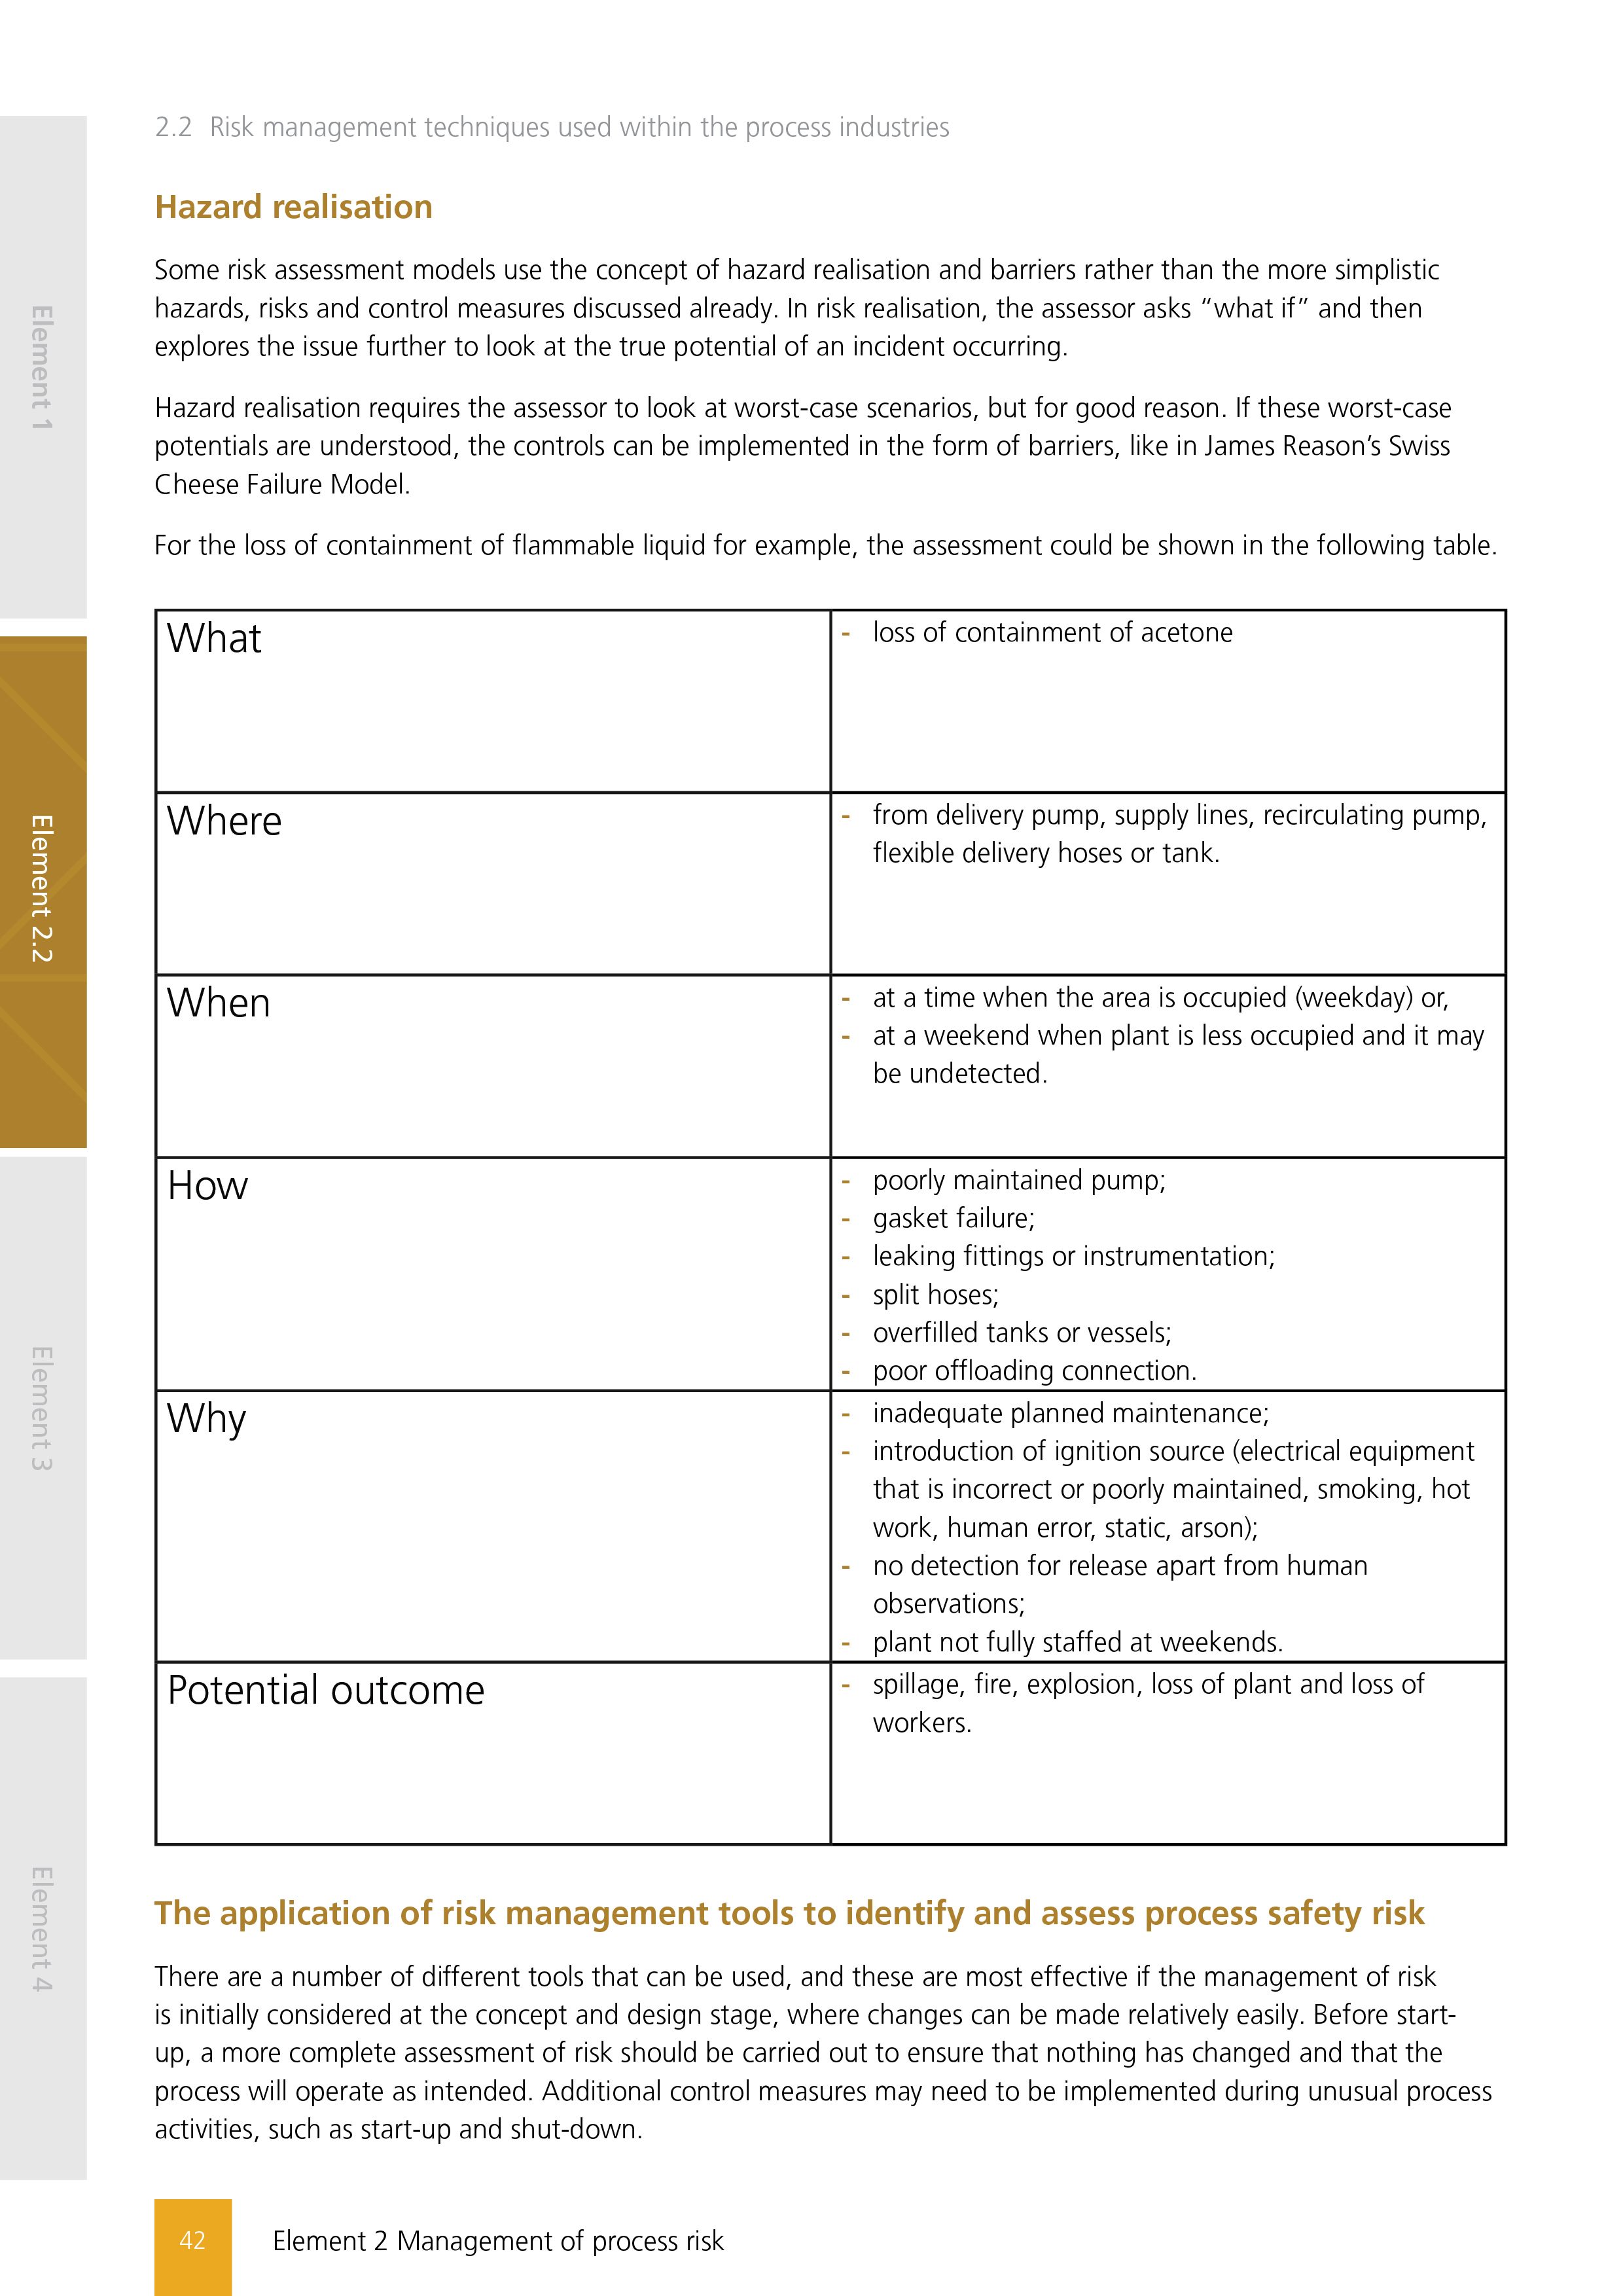 2.2 Risk management techniques used within the process industries
Hazard realisation
Some risk assessment models use the concept of hazard realisation and barriers rather than the more simplistic
hazards, risks and control measures discussed already. In risk realisation, the assessor asks “what if” and then
explores the issue further to look at the true potential of an incident occurring.
Hazard realisation requires the assessor to look at worst-case scenarios, but for good reason. If these worst-case
potentials are understood, the controls can be implemented in the form of barriers, like in James Reason’s Swiss
Cheese Failure Model.
For the loss of containment of flammable liquid for example, the assessment could be shown in the following table.
What
- loss of containment of acetone
Where
- from delivery pump, supply lines, recirculating pump,
flexible delivery hoses or tank.
When
- at a time when the area is occupied (weekday) or,
- at a weekend when plant is less occupied and it may
be undetected.
How
- poorly maintained pump;
- gasket failure;
- leaking fittings or instrumentation;
- split hoses;
- overfilled tanks or vessels;
- poor offloading connection.
Why
- inadequate planned maintenance;
- introduction of ignition source (electrical equipment
that is incorrect or poorly maintained, smoking, hot
work, human error, static, arson);
- no detection for release apart from human
observations;
- plant not fully staffed at weekends.
Potential outcome
- spillage, fire, explosion, loss of plant and loss of
workers.
The application of risk management tools to identify and assess process safety risk
There are a number of different tools that can be used, and these are most effective if the management of risk
is initially considered at the concept and design stage, where changes can be made relatively easily. Before start-
up, a more complete assessment of risk should be carried out to ensure that nothing has changed and that the
process will operate as intended. Additional control measures may need to be implemented during unusual process
activities, such as start-up and shut-down.
42
Element 2 Management of process risk
Element 1
Element 2.2
Element 3
Element 4